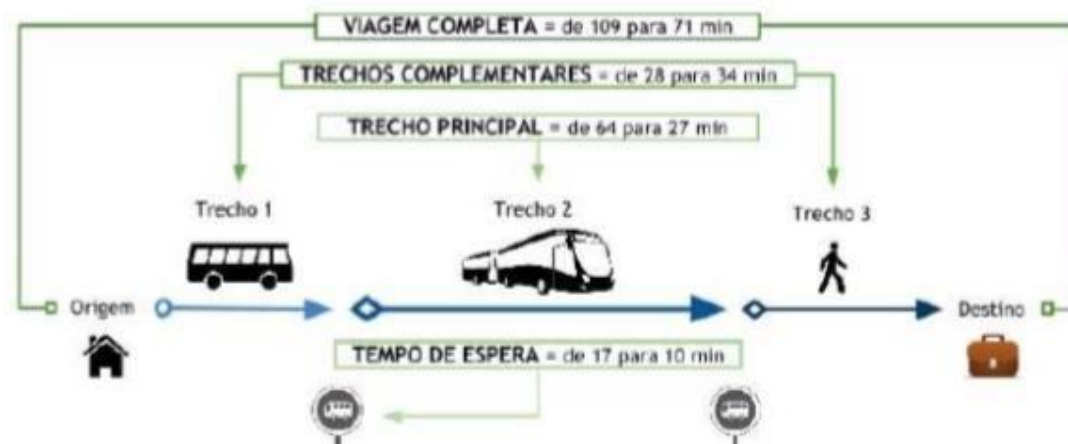 VIAGEM COMPLETA = de 109 para 71 min
TRECHOS COMPLEMENTARES = de 28 para 34 min
TRECHO PRINCIPAL = de 64 para 27 min
Trecho 1
Trecho 2
Trecho 3
Origem
Destino
TEMPO DE ESPERA = de 17 para 10 min